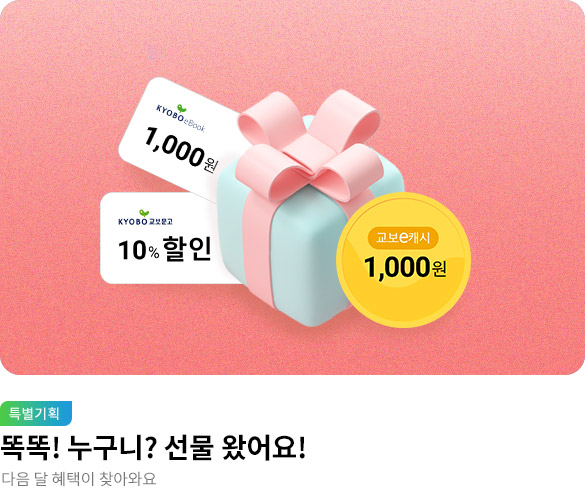 KYOBO eBook
1,000원
KYOBO 교보문고
10% 할인
교보e캐시
1,000원
특별기획
똑똑! 누구니? 선물 왔어요!
다음 달 혜택이 찾아와요